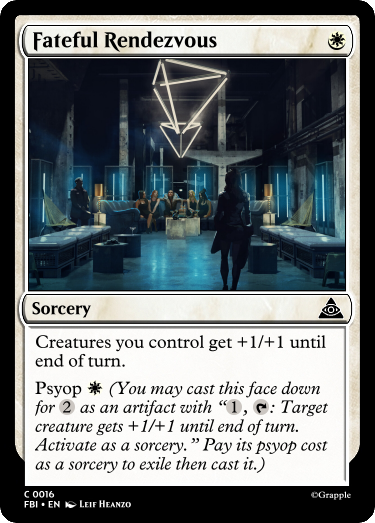 Fateful Rendezvous
Sorcery
Creatures you control get +1/+1 until
end of turn.
Psyop (You may cast this face down
for 2 as an artifact with “1, : Target
creature gets +1/+1 until end of turn.
Activate as a sorcery.” Pay its psyop cost
as a sorcery to exile then cast it.)
C 0016
FBI • EN Leif Heanzo
©Grapple